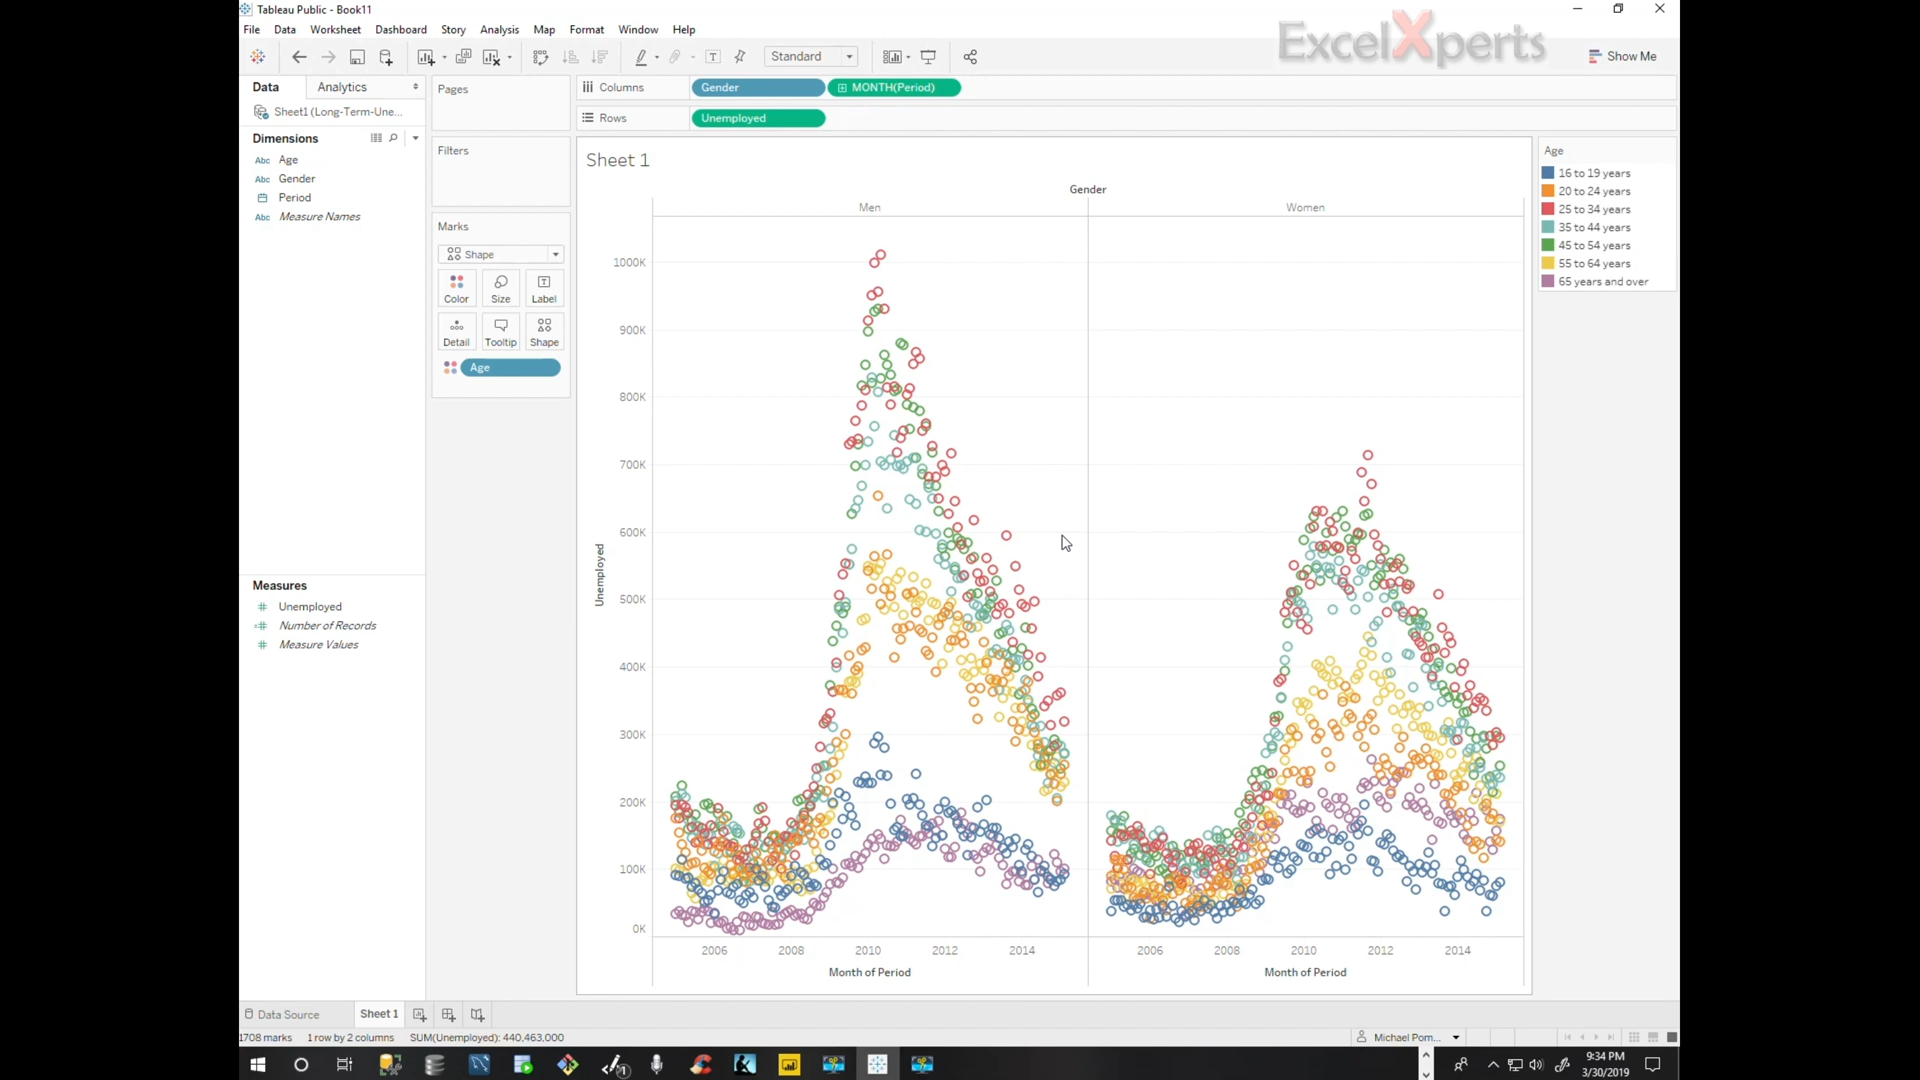 Tableau Public - Book11
ExcelXperts
File Data Worksheet Dashboard Story Analysis Map Format Window Help
Standard
Show Me
Data Analytics
Pages
Columns Gender MONTH(Period)
Sheet1 (Long-Term-Une...
Rows Unemployed
Dimensions
Abc Age
Abc Gender
Period
Abc Measure Names
Filters
Marks
Shape
Color Size Label
Detail Tooltip Shape
Age
Measures
Unemployed
Number of Records
Measure Values
Sheet 1
Gender
Men Women
1000K
900K
800K
700K
600K
500K
400K
300K
200K
100K
0K
Unemployed
2006 2008 2010 2012 2014 2006 2008 2010 2012 2014
Month of Period Month of Period
Age
16 to 19 years
20 to 24 years
25 to 34 years
35 to 44 years
45 to 54 years
55 to 64 years
65 years and over
Data Source Sheet 1
1708 marks 1 row by 2 columns SUM(Unemployed): 440,463,000 Michael Pom...
9:34 PM
3/30/2019